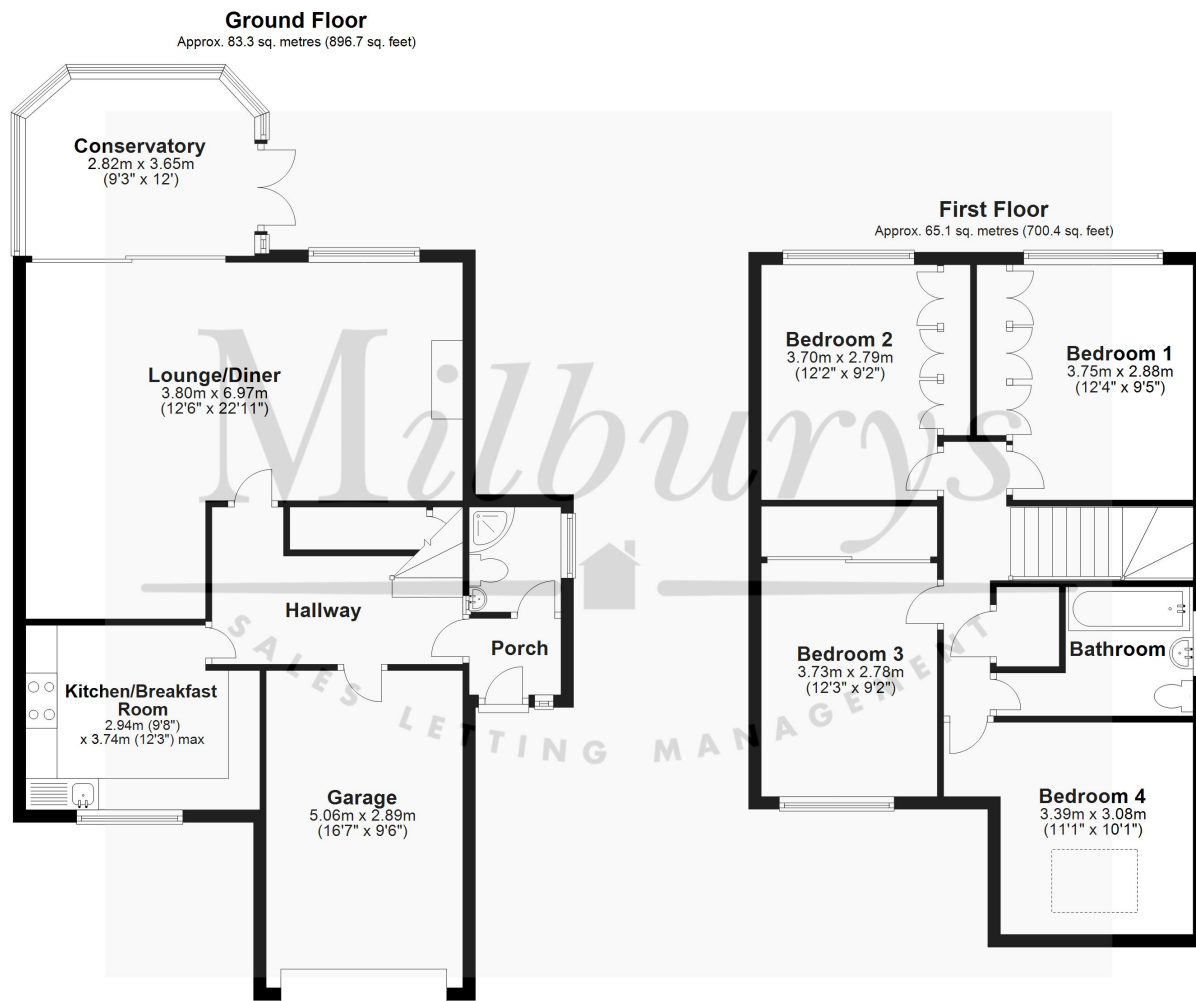 Ground Floor
Approx. 83.3 sq. metres (896.7 sq. feet)
Conservatory
2.82m x 3.65m
(9'3" x 12')
Lounge/Diner
3.80m x 6.97m
(12'6" x 22'11")
Hallway
Porch
Kitchen/Breakfast
Room
2.94m (9'8")
x 3.74m (12'3") max
Garage
5.06m x 2.89m
(16'7" x 9'6")
First Floor
Approx. 65.1 sq. metres (700.4 sq. feet)
Bedroom 2
3.70m x 2.79m
(12'2" x 9'2")
Bedroom 1
3.75m x 2.88m
(12'4" x 9'5")
Bedroom 3
3.73m x 2.78m
(12'3" x 9'2")
Bathroom
Bedroom 4
3.39m x 3.08m
(11'1" x 10'1")
Milburys
SALES LETTING MANAGEMENT